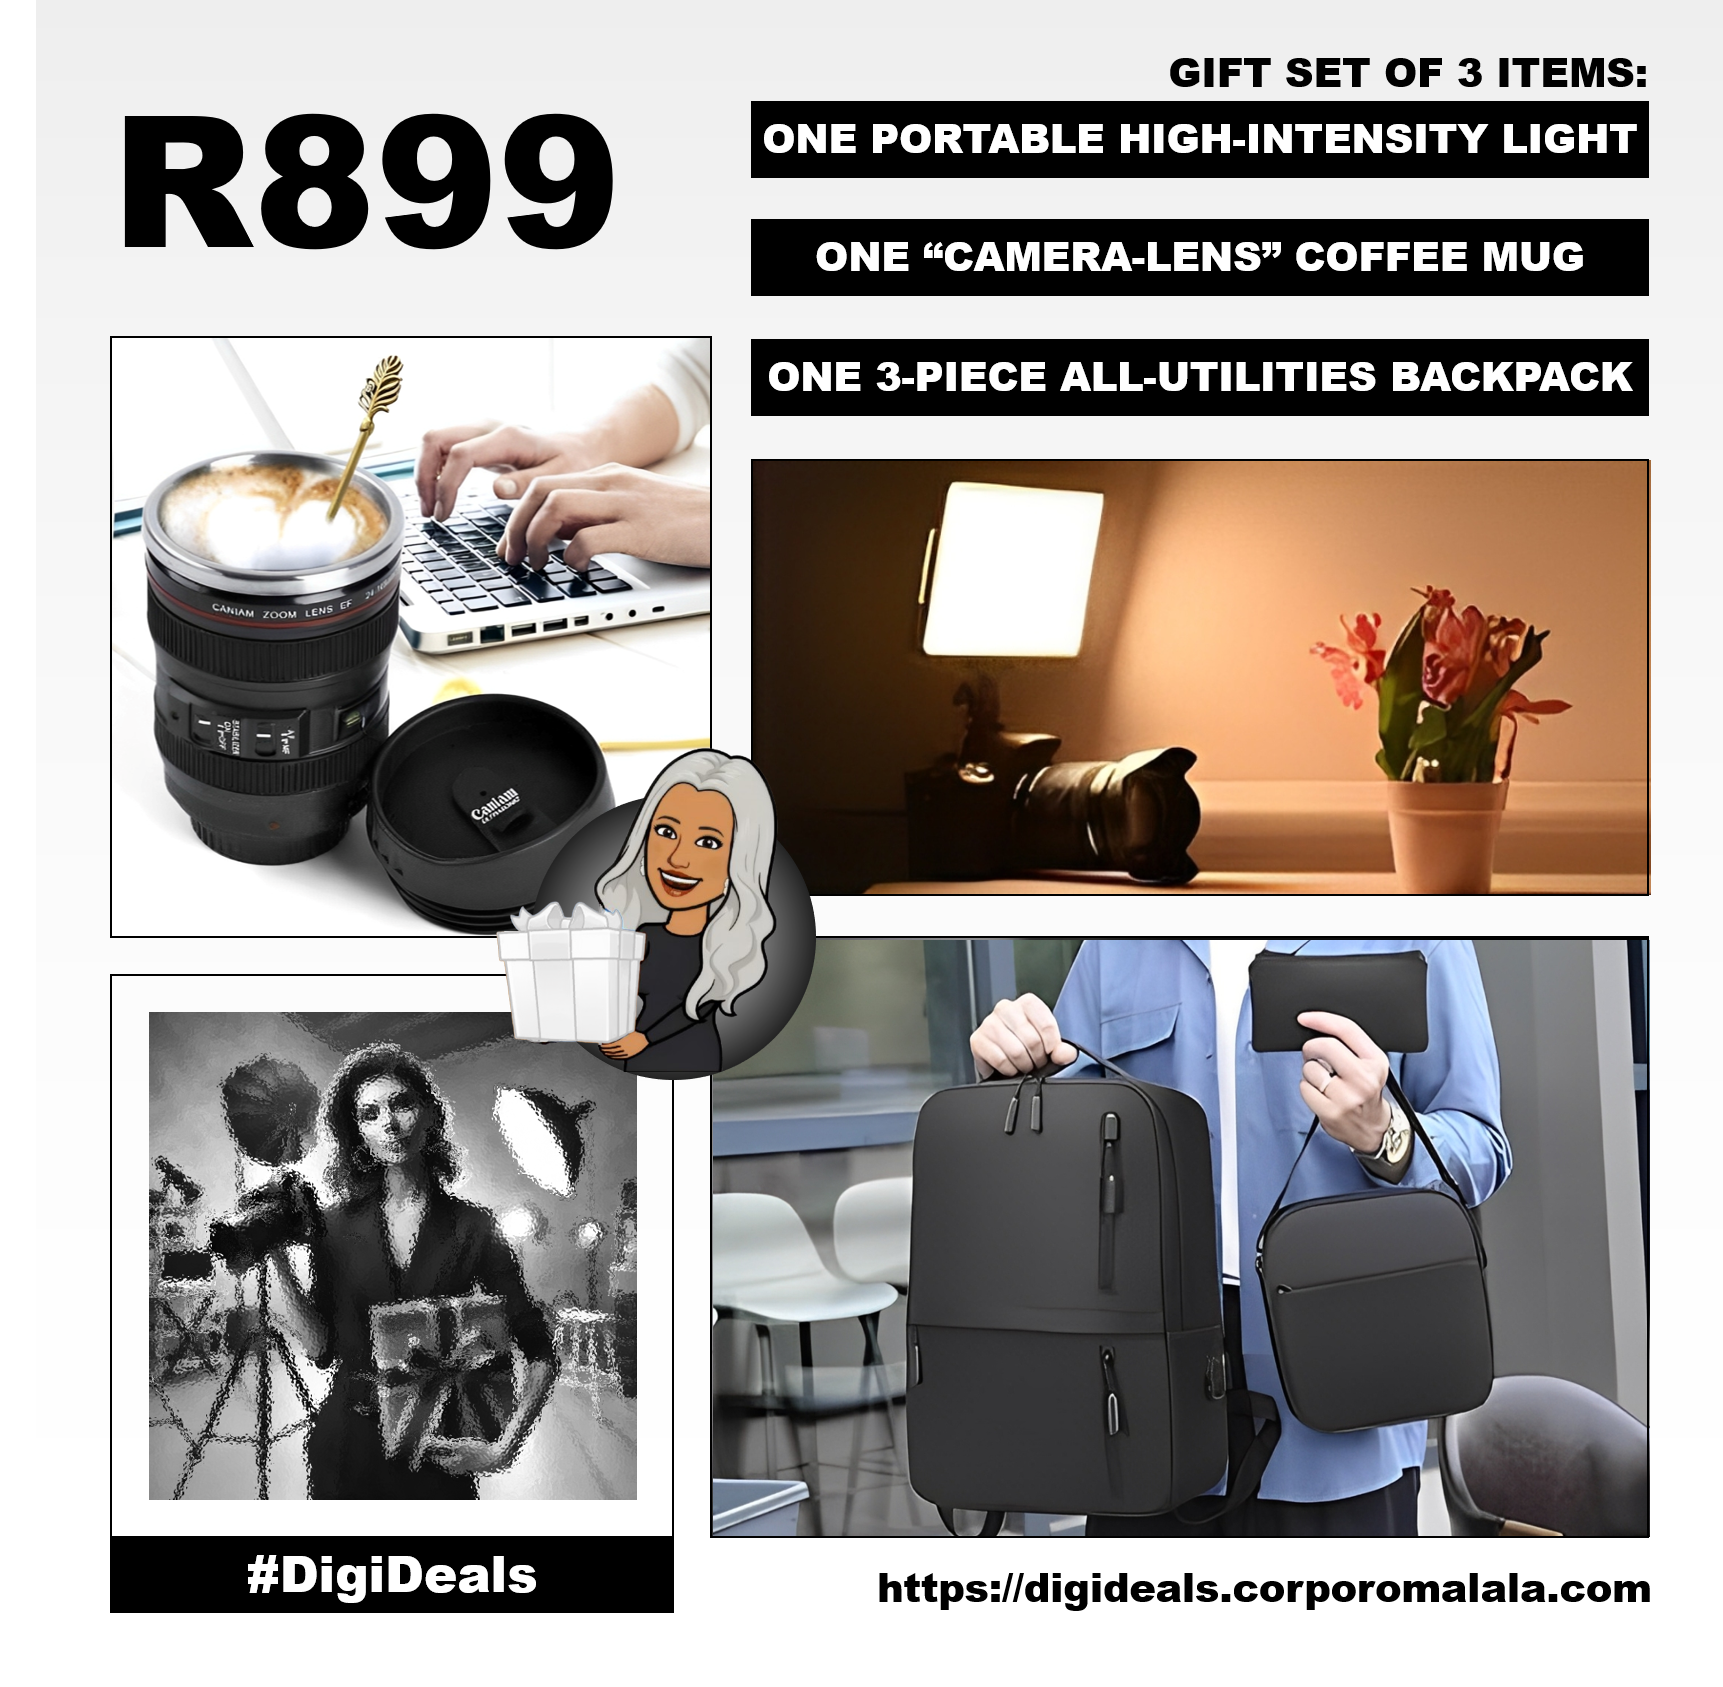 GIFT SET OF 3 ITEMS:
R899
ONE PORTABLE HIGH-INTENSITY LIGHT
ONE “CAMERA-LENS” COFFEE MUG
ONE 3-PIECE ALL-UTILITIES BACKPACK
CANIAM ZOOM LENS EF
STABILIZER
Caniam
#DigiDeals
https://digideals.corporomalala.com